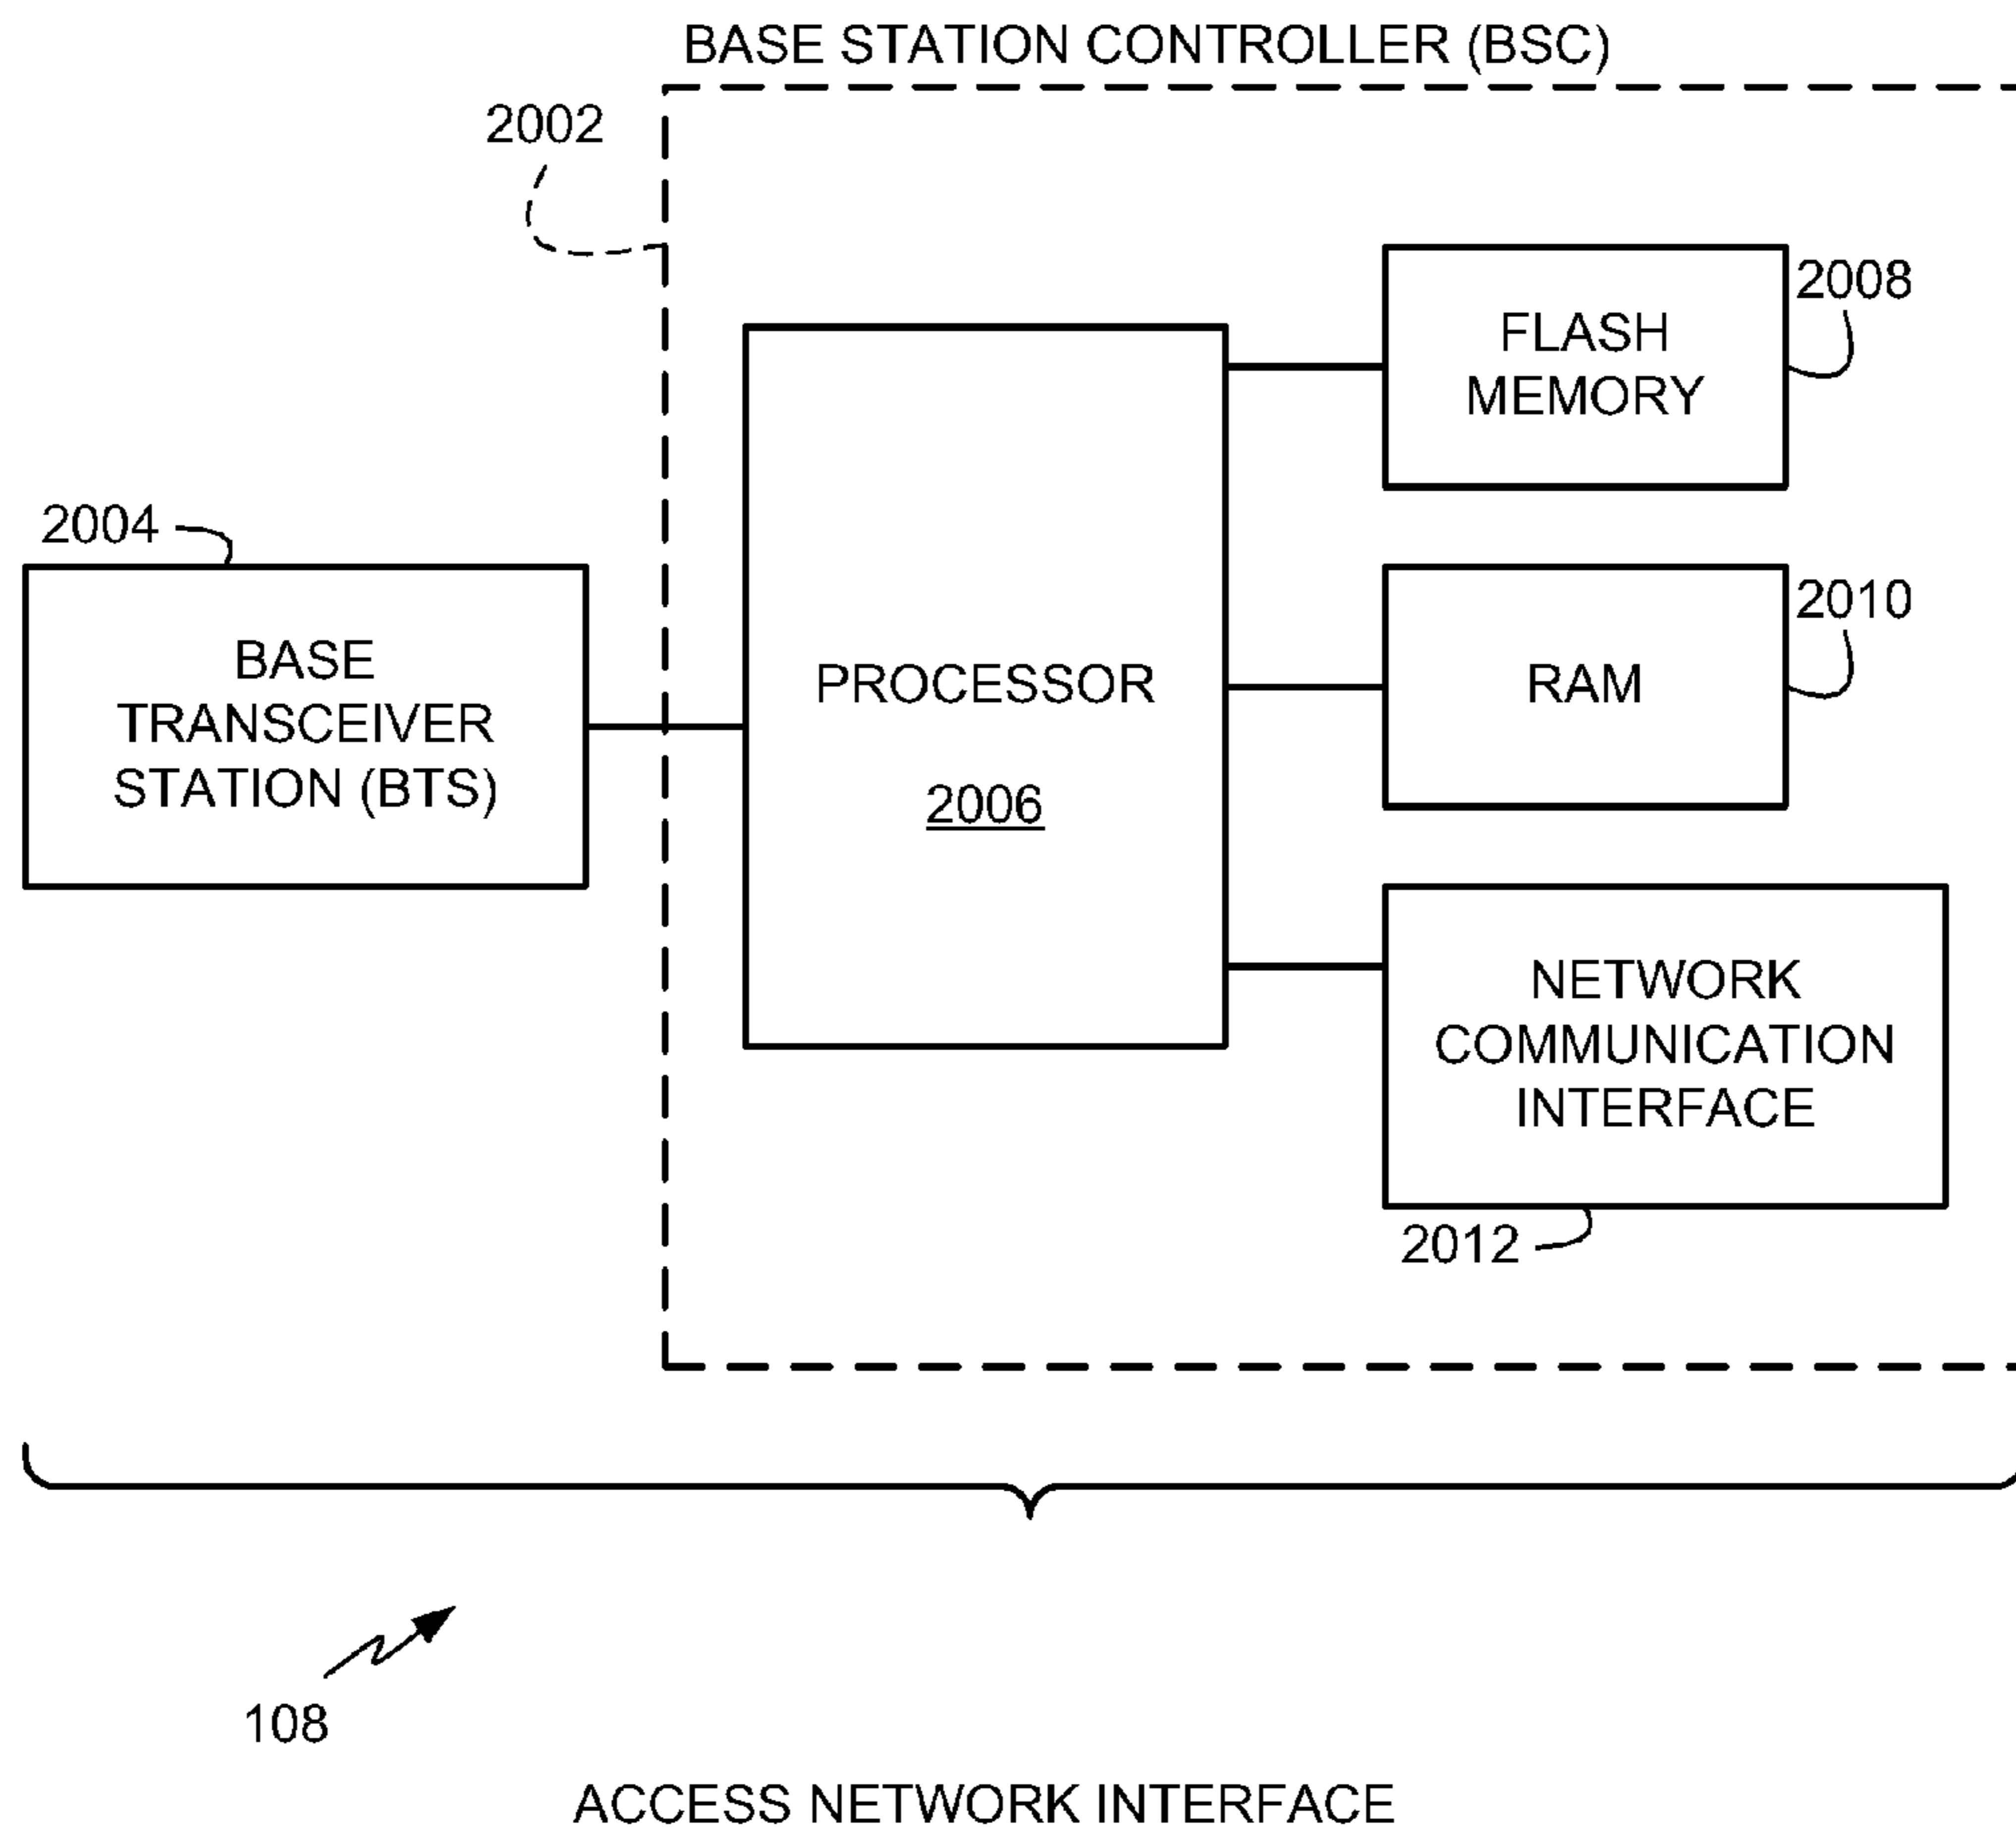 BASE STATION CONTROLLER (BSC)
2002
2008
FLASH
MEMORY
2004
BASE
TRANSCEIVER
STATION (BTS)
PROCESSOR
2006
2010
RAM
NETWORK
COMMUNICATION
INTERFACE
2012
108
ACCESS NETWORK INTERFACE